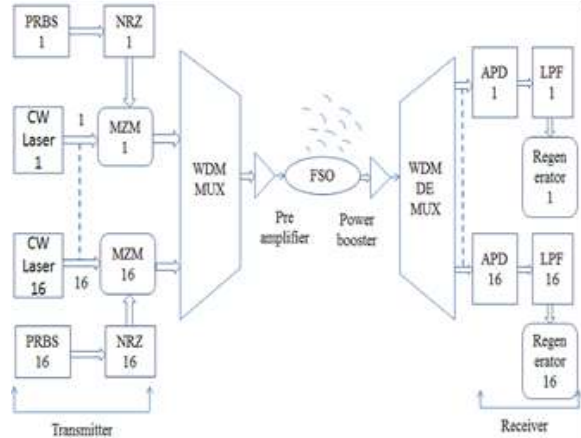 PRBS
1
NRZ
1
CW
Laser
1
1
MZM
1
WDM
MUX
Pre
amplifier
FSO
Power
booster
WDM
DE
MUX
APD
1
LPF
1
Regen
erator
1
CW
Laser
16
16
MZM
16
PRBS
16
NRZ
16
APD
16
LPF
16
Regen
erator
16
Transmitter
Receiver